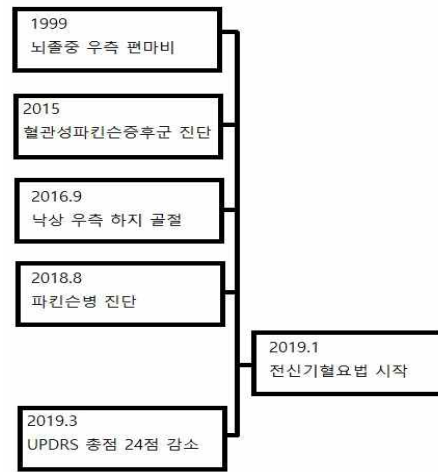 1999
뇌졸중 우측 편마비
2015
혈관성파킨슨증후군 진단
2016.9
낙상 우측 하지 골절
2018.8
파킨슨병 진단
2019.1
전신기혈요법 시작
2019.3
UPDRS 총점 24점 감소